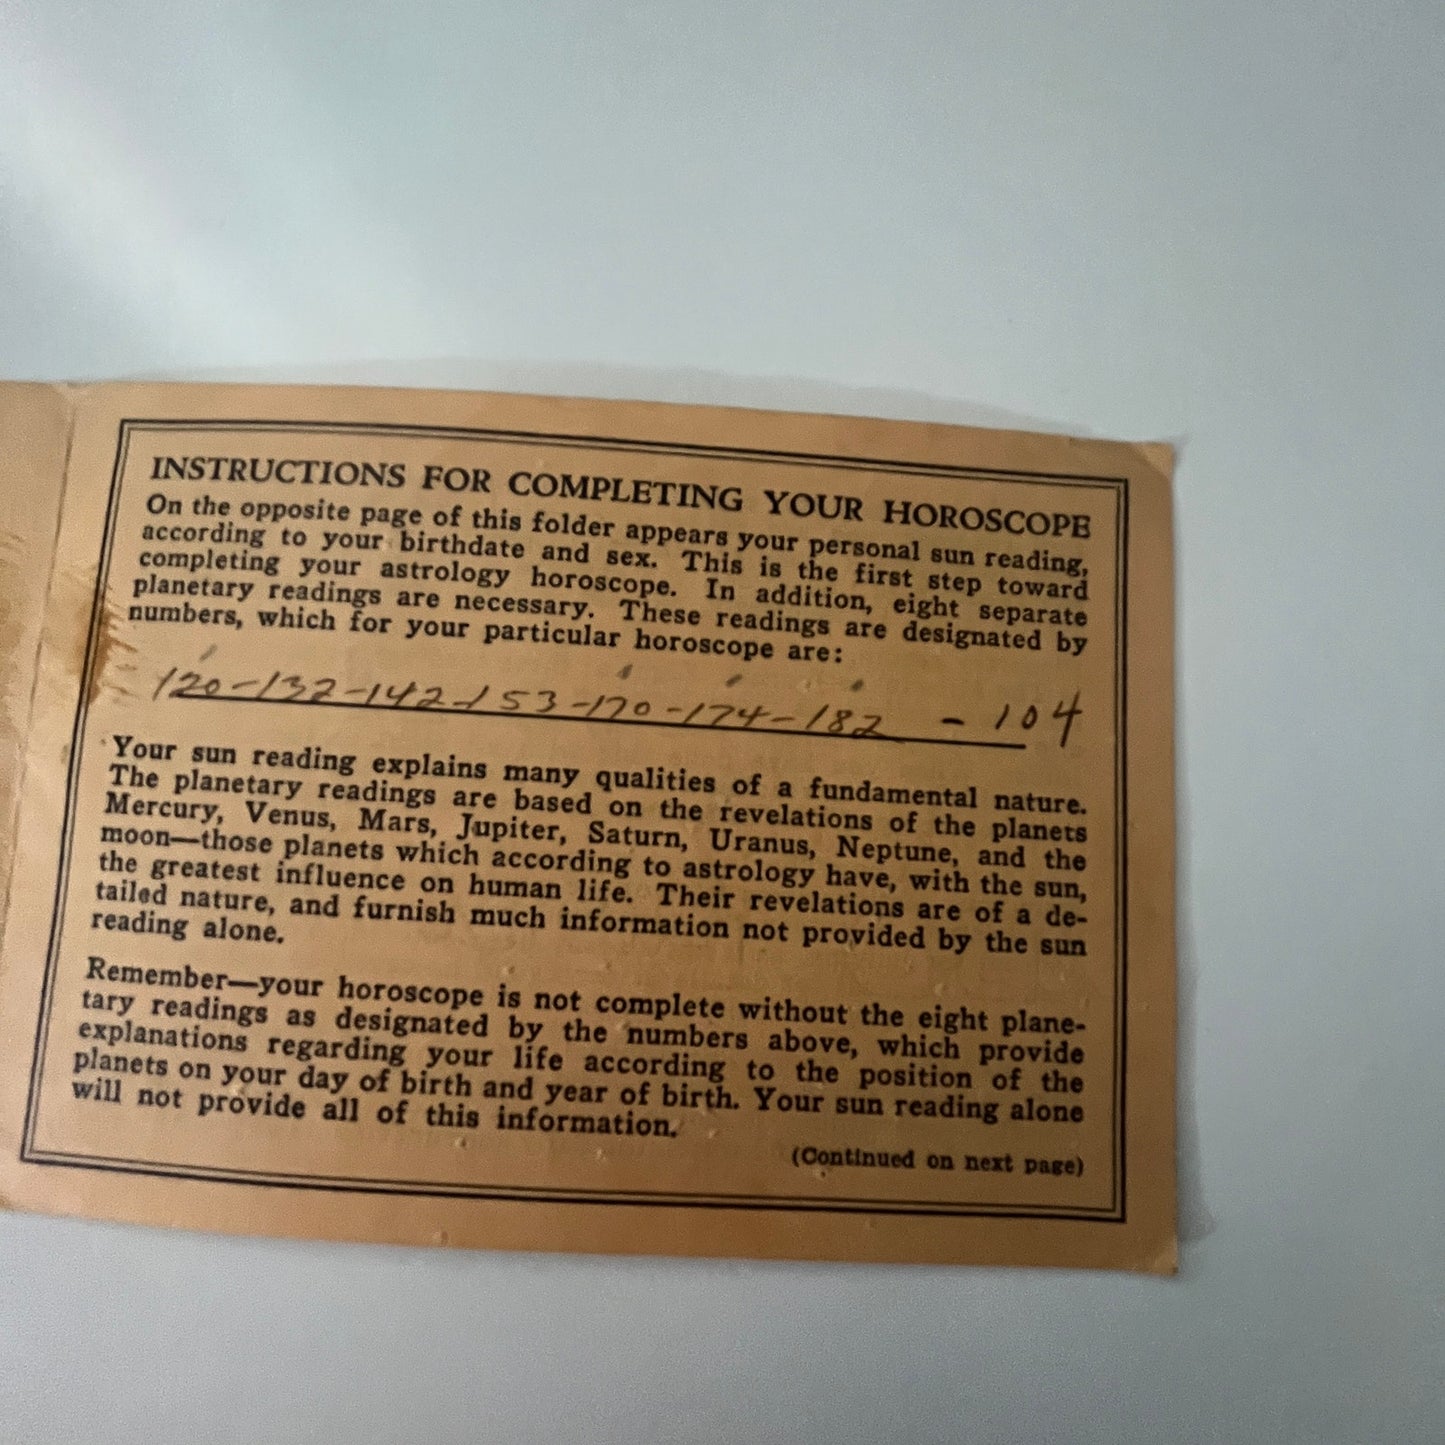 INSTRUCTIONS FOR COMPLETING YOUR HOROSCOPE
On the opposite page of this folder appears your personal sun reading,
according to your birthdate and sex. This is the first step toward
completing your astrology horoscope. In addition, eight separate
planetary readings are necessary. These readings are designated by
numbers, which for your particular horoscope are:
120-132-142-153-170-174-182 - 104
Your sun reading explains many qualities of a fundamental nature.
The planetary readings are based on the revelations of the planets
Mercury, Venus, Mars, Jupiter, Saturn, Uranus, Neptune, and the
moon—those planets which according to astrology have, with the sun,
the greatest influence on human life. Their revelations are of a de-
tailed nature, and furnish much information not provided by the sun
reading alone.
Remember—your horoscope is not complete without the eight plane-
tary readings as designated by the numbers above, which provide
explanations regarding your life according to the position of the
planets on your day of birth and year of birth. Your sun reading alone
will not provide all of this information.
(Continued on next page)